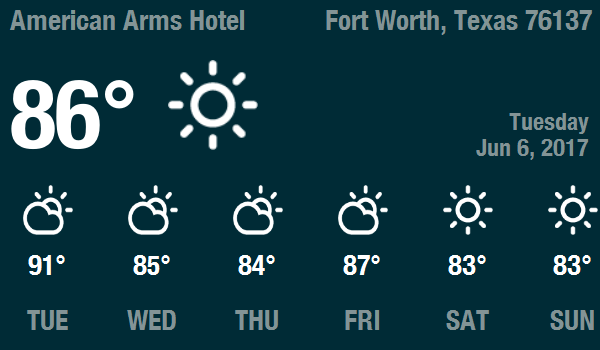 American Arms Hotel Fort Worth, Texas 76137
86°
Tuesday
Jun 6, 2017
91° 85° 84° 87° 83° 83°
TUE WED THU FRI SAT SUN